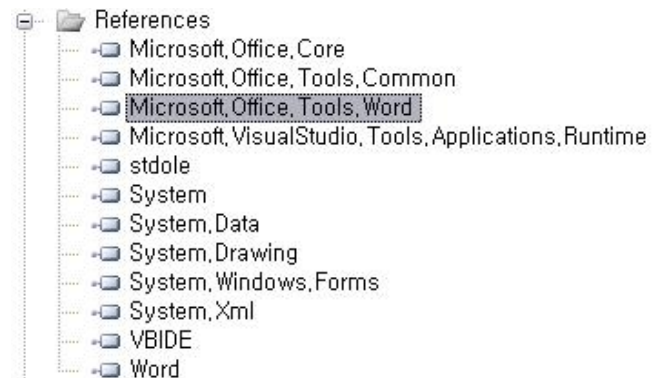 References
Microsoft.Office.Core
Microsoft.Office.Tools.Common
Microsoft.Office.Tools.Word
Microsoft.VisualStudio.Tools.Applications.Runtime
stdole
System
System.Data
System.Drawing
System.Windows.Forms
System.Xml
VBIDE
Word